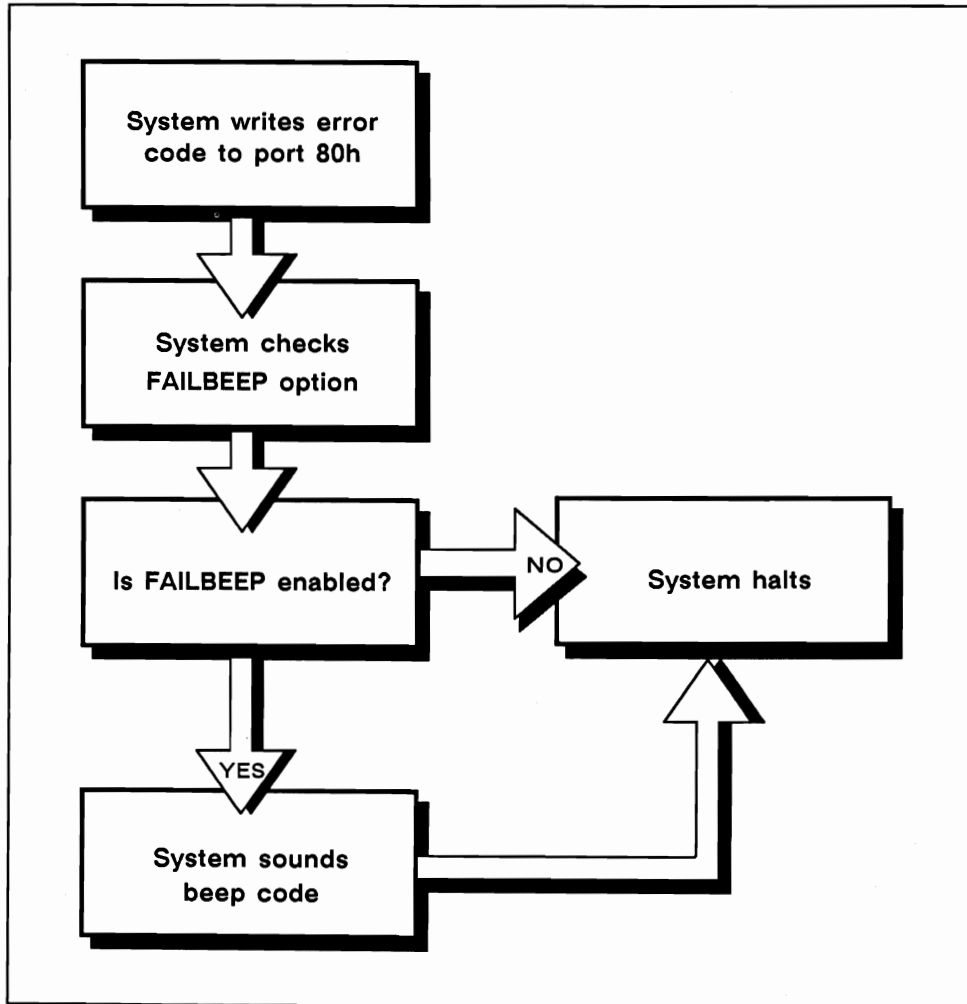 System writes error
code to port 80h
System checks
FAILBEEP option
Is FAILBEEP enabled?
NO
System halts
YES
System sounds
beep code